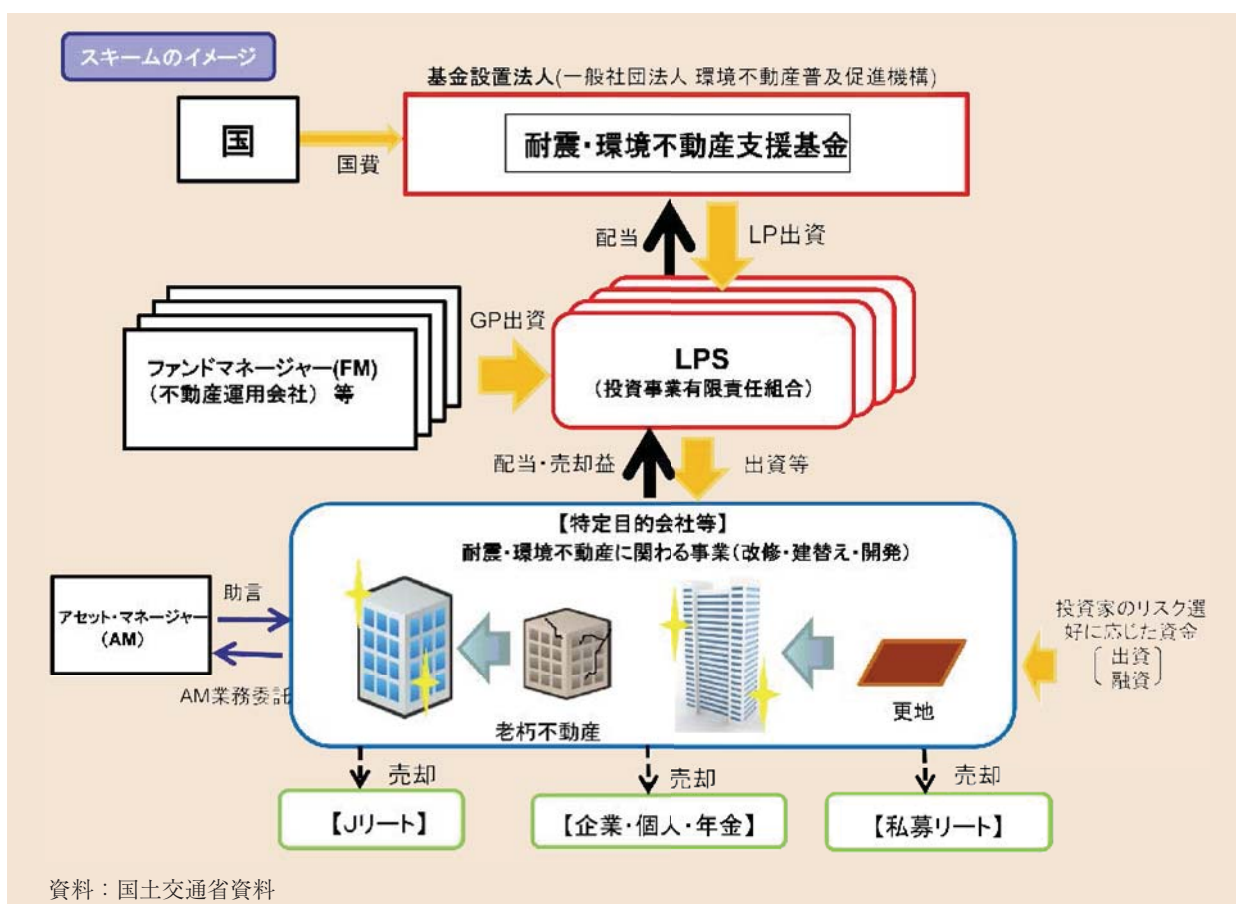 スキームのイメージ
基金設置法人(一般社団法人 環境不動産普及促進機構)
国
国費
耐震・環境不動産支援基金
配当
LP出資
ファンドマネージャー(FM)
(不動産運用会社) 等
GP出資
LPS
(投資事業有限責任組合)
配当・売却益
出資等
【特定目的会社等】
耐震・環境不動産に関わる事業(改修・建替え・開発)
アセット・マネージャー
(AM)
助言
AM業務委託
老朽不動産
更地
投資家のリスク選
好に応じた資金
出資
融資
売却
売却
売却
【Jリート】
【企業・個人・年金】
【私募リート】
資料:国土交通省資料